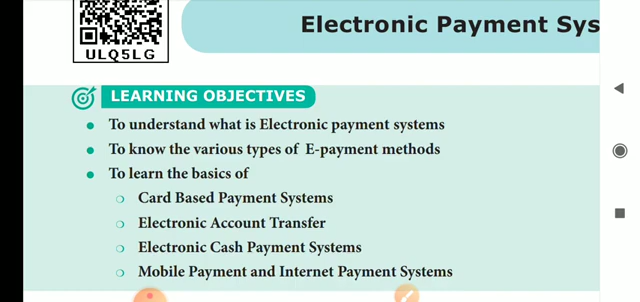 Electronic Payment Sys
ULQ5LG
LEARNING OBJECTIVES
To understand what is Electronic payment systems
To know the various types of E-payment methods
To learn the basics of
Card Based Payment Systems
Electronic Account Transfer
Electronic Cash Payment Systems
Mobile Payment and Internet Payment Systems